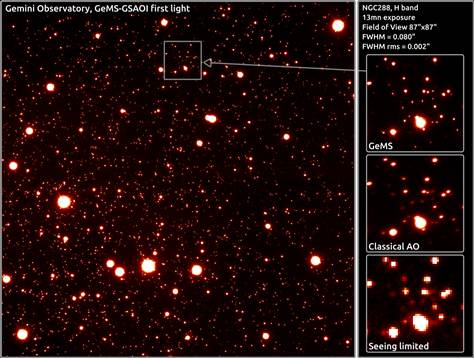 Gemini Observatory, GeMS-GSAOI first light
NGC288, H band
13mn exposure
Field of View 87"x87"
FWHM = 0.080"
FWHM rms = 0.002"
GeMS
Classical AO
Seeing limited